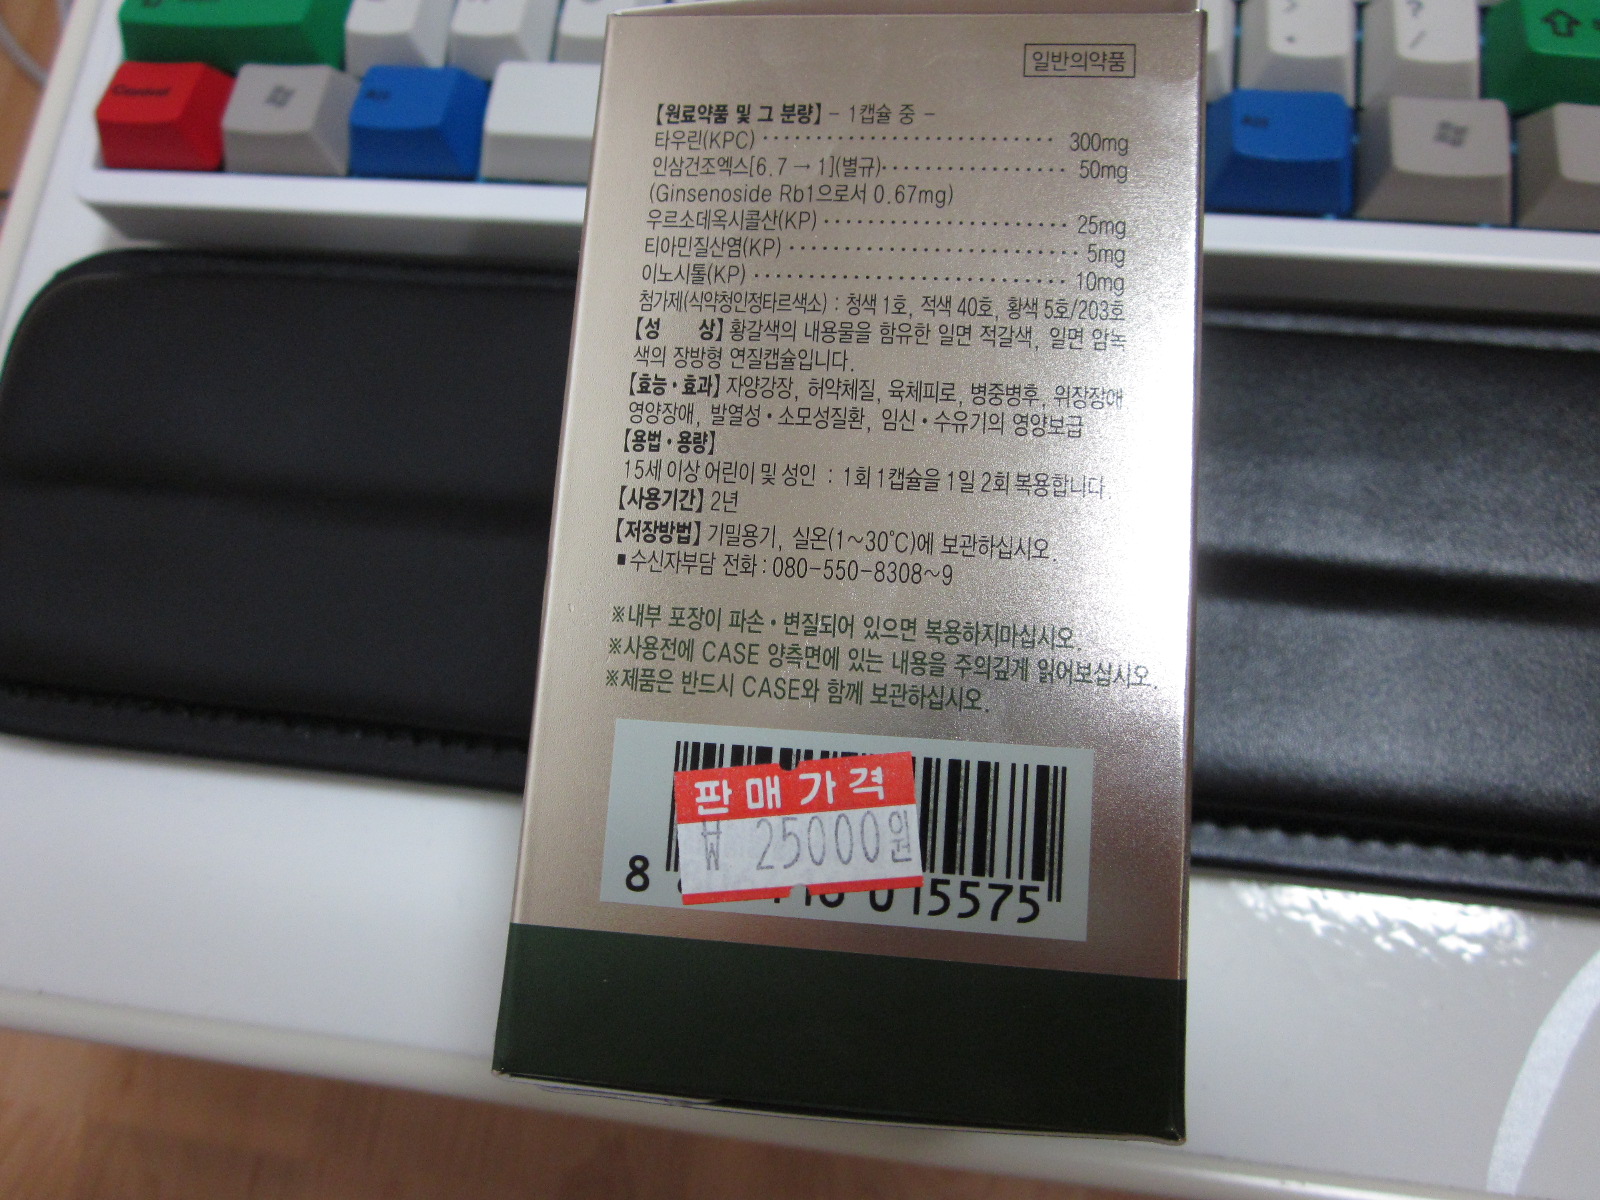 일반의약품
【원료약품 및 그 분량】 - 1캡슐 중 -
타우린(KPC) 300mg
인삼건조엑스[6.7 → 1](별규) 50mg
(Ginsenoside Rb1으로서 0.67mg)
우르소데옥시콜산(KP) 25mg
티아민질산염(KP) 5mg
이노시톨(KP) 10mg
첨가제(식약청인정타르색소) : 청색 1호, 적색 40호, 황색 5호/203호
【성 상】 황갈색의 내용물을 함유한 일면 적갈색, 일면 암녹
색의 장방형 연질캡슐입니다.
【효능·효과】 자양강장, 허약체질, 육체피로, 병중병후, 위장장애
영양장애, 발열성·소모성질환, 임신·수유기의 영양보급
【용법·용량】
15세 이상 어린이 및 성인 : 1회 1캡슐을 1일 2회 복용합니다.
【사용기간】 2년
【저장방법】 기밀용기, 실온(1~30℃)에 보관하십시오.
■ 수신자부담 전화 : 080-550-8308~9
※내부 포장이 파손·변질되어 있으면 복용하지마십시오.
※사용전에 CASE 양측면에 있는 내용을 주의깊게 읽어보십시오.
※제품은 반드시 CASE와 함께 보관하십시오.
판매가격
₩ 25000원
8 015575